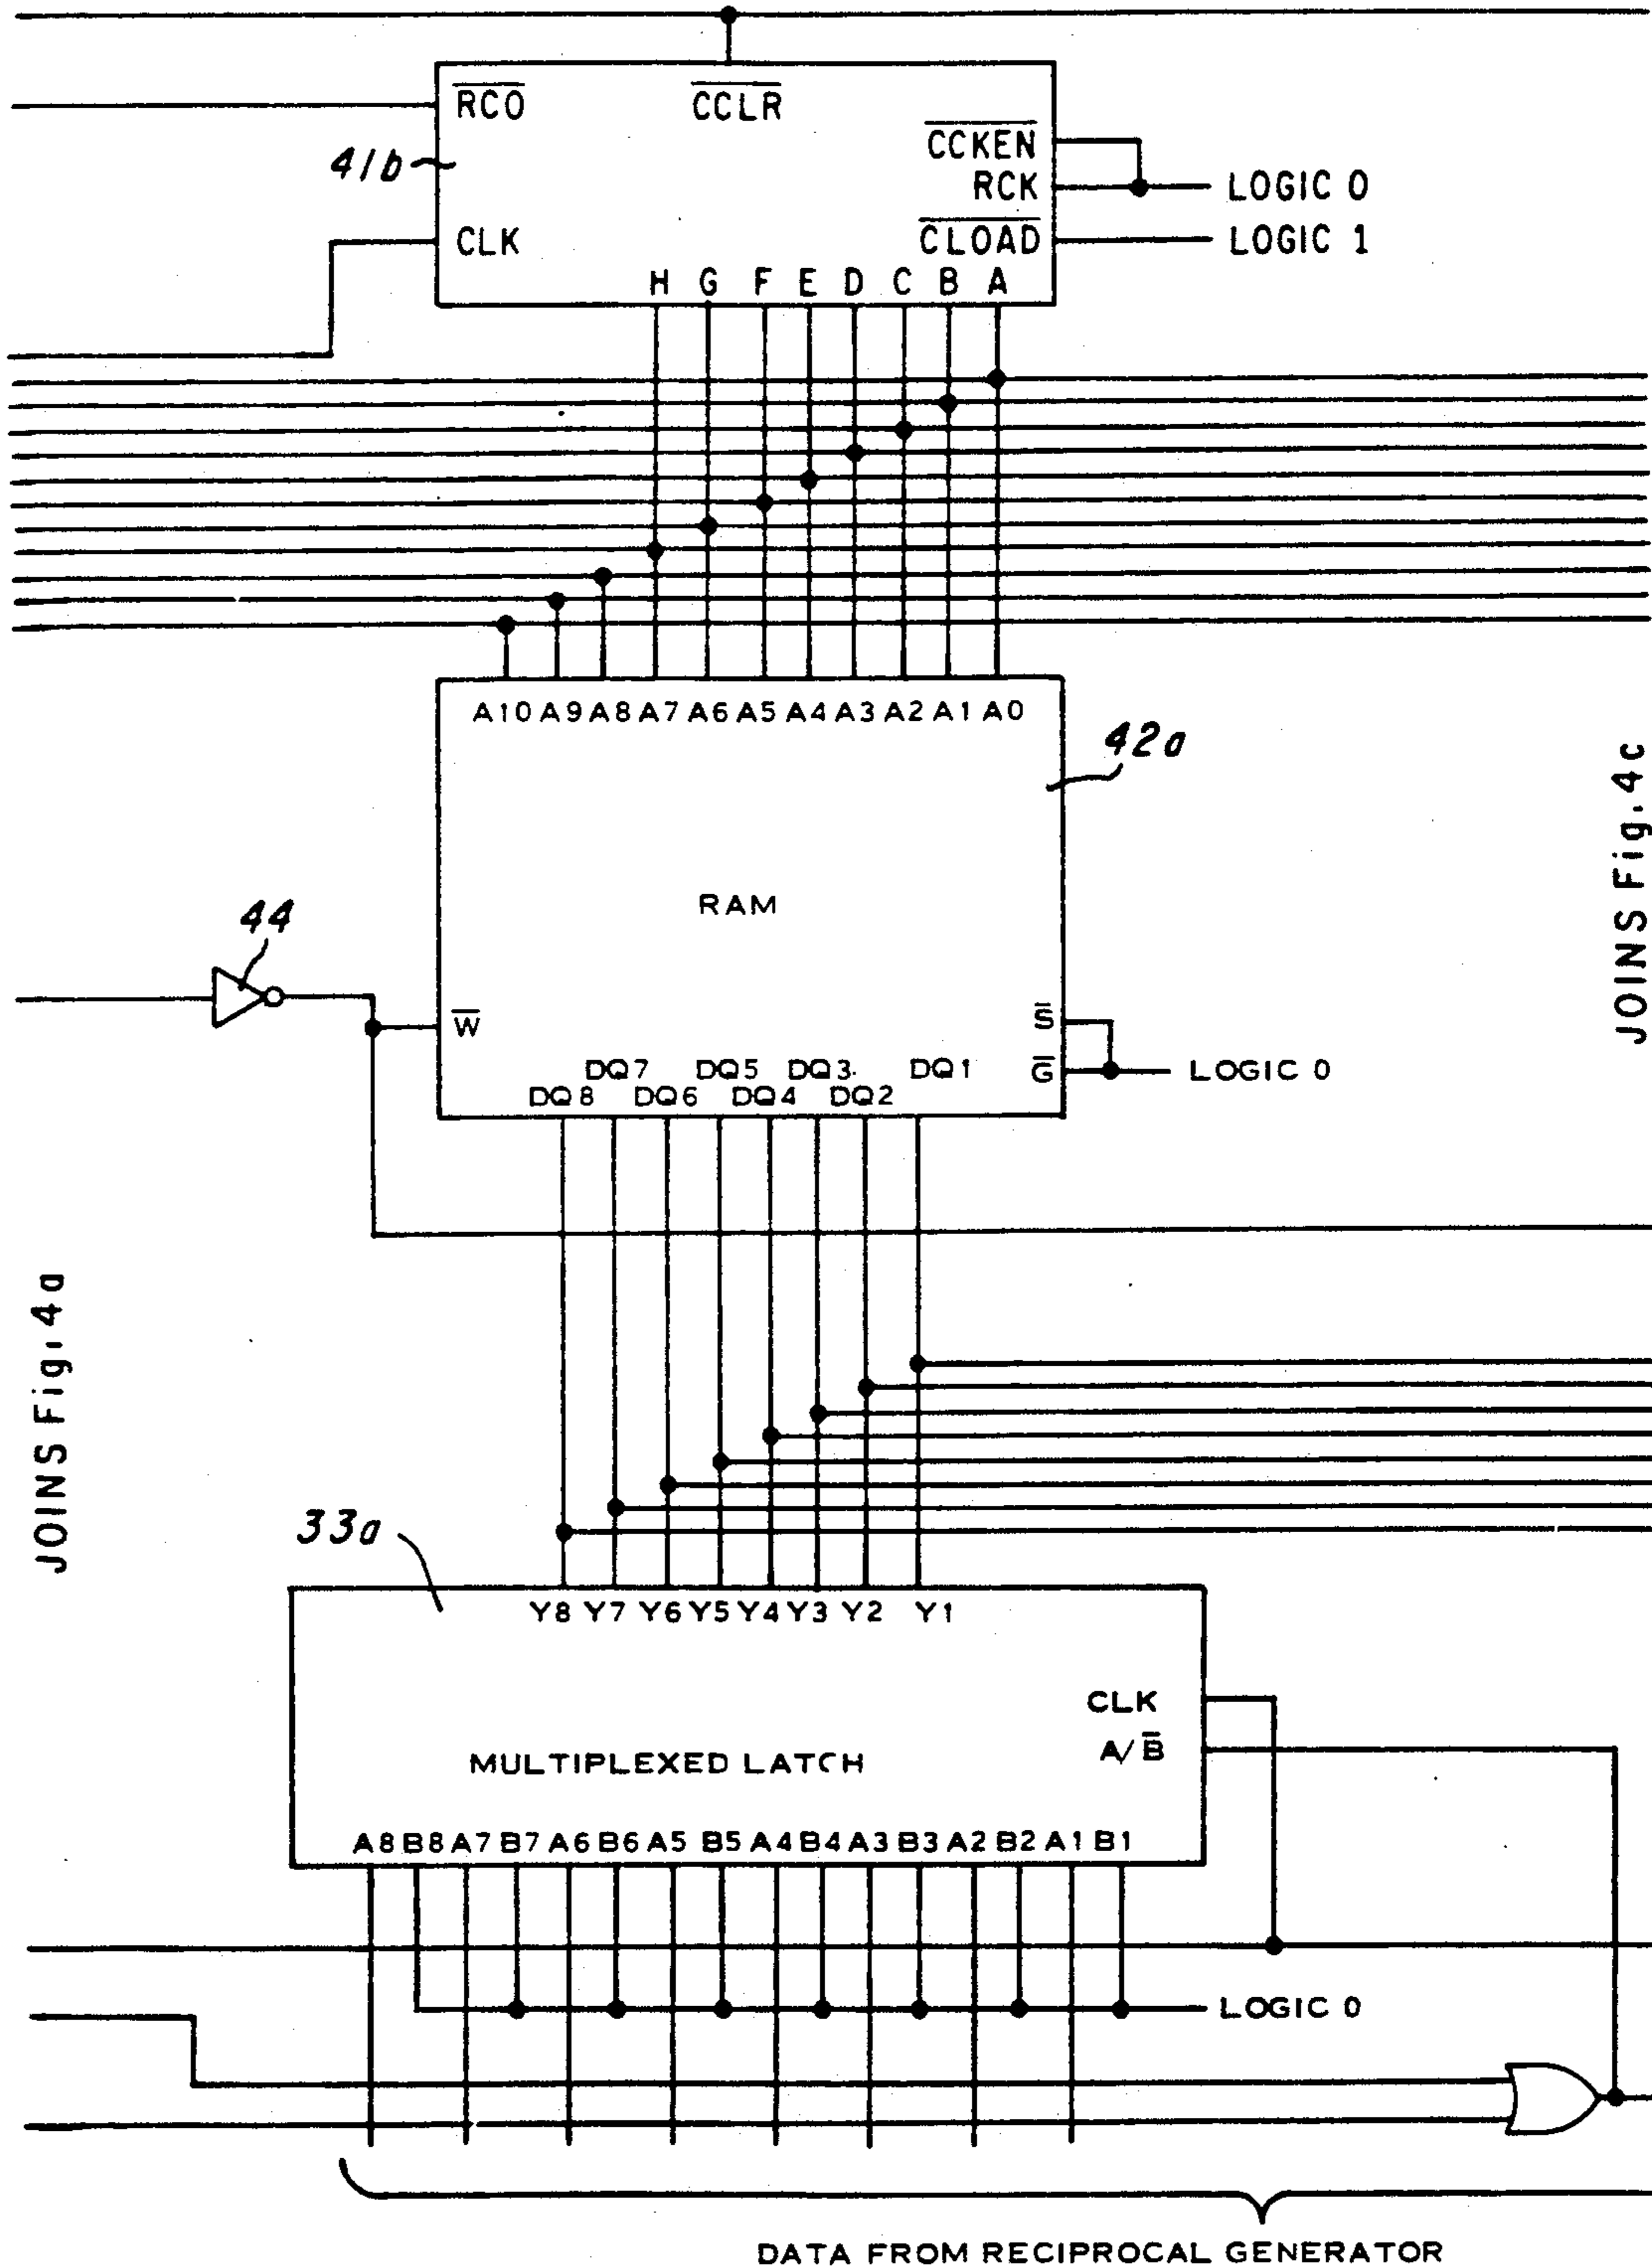 RCO CCLR
CCKEN
41b
RCK LOGIC 0
CLK CLOAD LOGIC 1
H G F E D C B A
A10 A9 A8 A7 A6 A5 A4 A3 A2 A1 A0
42a
JOINS Fig. 4c
RAM
44
W S
G LOGIC 0
DQ7 DQ5 DQ3 DQ1
DQ8 DQ6 DQ4 DQ2
JOINS Fig. 4a
33a
Y8 Y7 Y6 Y5 Y4 Y3 Y2 Y1
CLK
A/B
MULTIPLEXED LATCH
A8 B8 A7 B7 A6 B6 A5 B5 A4 B4 A3 B3 A2 B2 A1 B1
LOGIC 0
DATA FROM RECIPROCAL GENERATOR